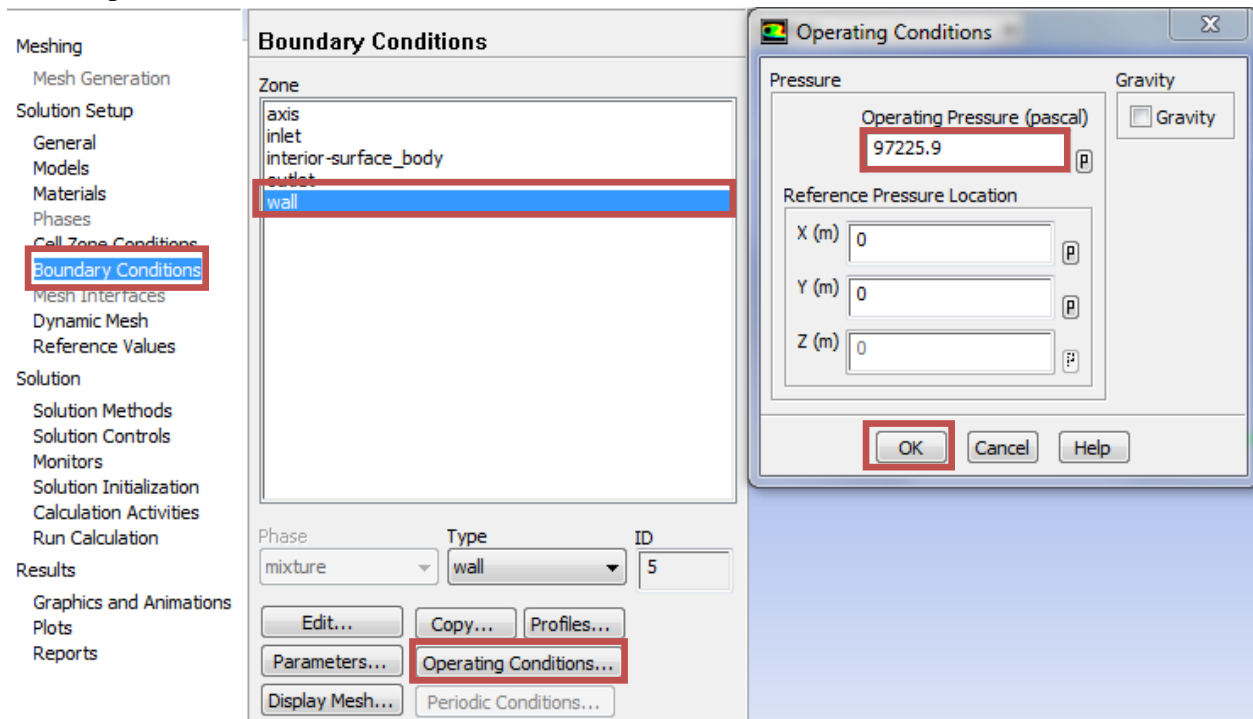 Meshing
Mesh Generation
Solution Setup
General
Models
Materials
Phases
Cell Zone Conditions
Boundary Conditions
Mesh Interfaces
Dynamic Mesh
Reference Values
Solution
Solution Methods
Solution Controls
Monitors
Solution Initialization
Calculation Activities
Run Calculation
Results
Graphics and Animations
Plots
Reports
Boundary Conditions
Zone
axis
inlet
interior-surface_body
outlet
wall
Phase Type ID
mixture wall 5
Edit... Copy... Profiles...
Parameters... Operating Conditions...
Display Mesh... Periodic Conditions...
Operating Conditions
Pressure Gravity
Operating Pressure (pascal) Gravity
97225.9 P
Reference Pressure Location
X (m) 0 P
Y (m) 0 P
Z (m) 0 P
OK Cancel Help